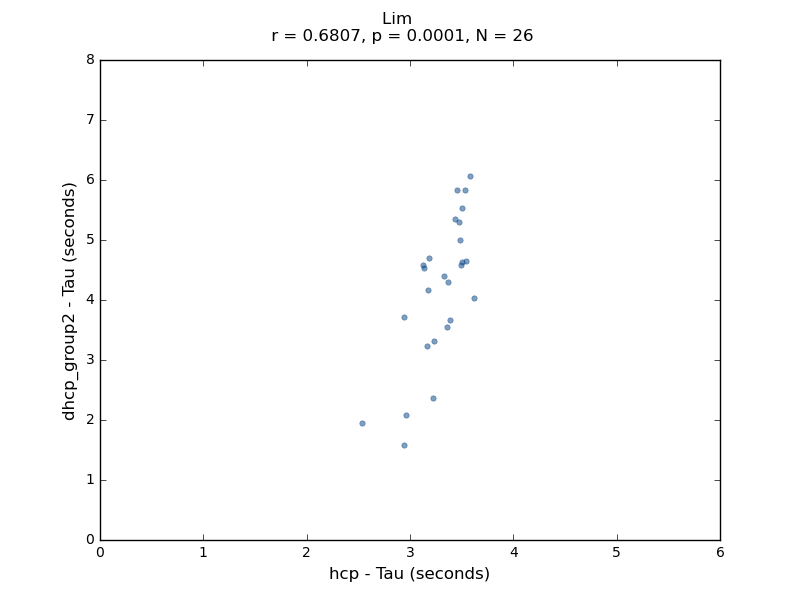 Lim
r = 0.6807, p = 0.0001, N = 26
8
7
6
5
4
3
2
1
0
dhcp_group2 - Tau (seconds)
0 1 2 3 4 5 6
hcp - Tau (seconds)